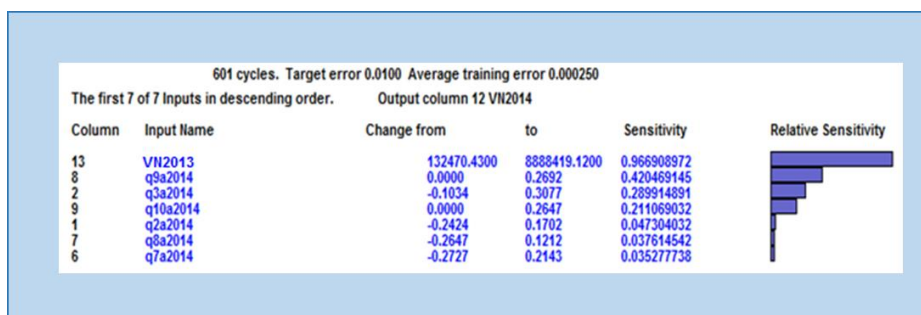 601 cycles. Target error 0.0100 Average training error 0.000250
The first 7 of 7 Inputs in descending order. Output column 12 VN2014
Column Input Name Change from to Sensitivity Relative Sensitivity
13 VN2013 132470.4300 8888419.1200 0.966908972
8 q9a2014 0.0000 0.2692 0.420469145
2 q3a2014 -0.1034 0.3077 0.289914891
9 q10a2014 0.0000 0.2647 0.211069032
1 q2a2014 -0.2424 0.1702 0.047304032
7 q8a2014 -0.2647 0.1212 0.037614542
6 q7a2014 -0.2727 0.2143 0.035277738